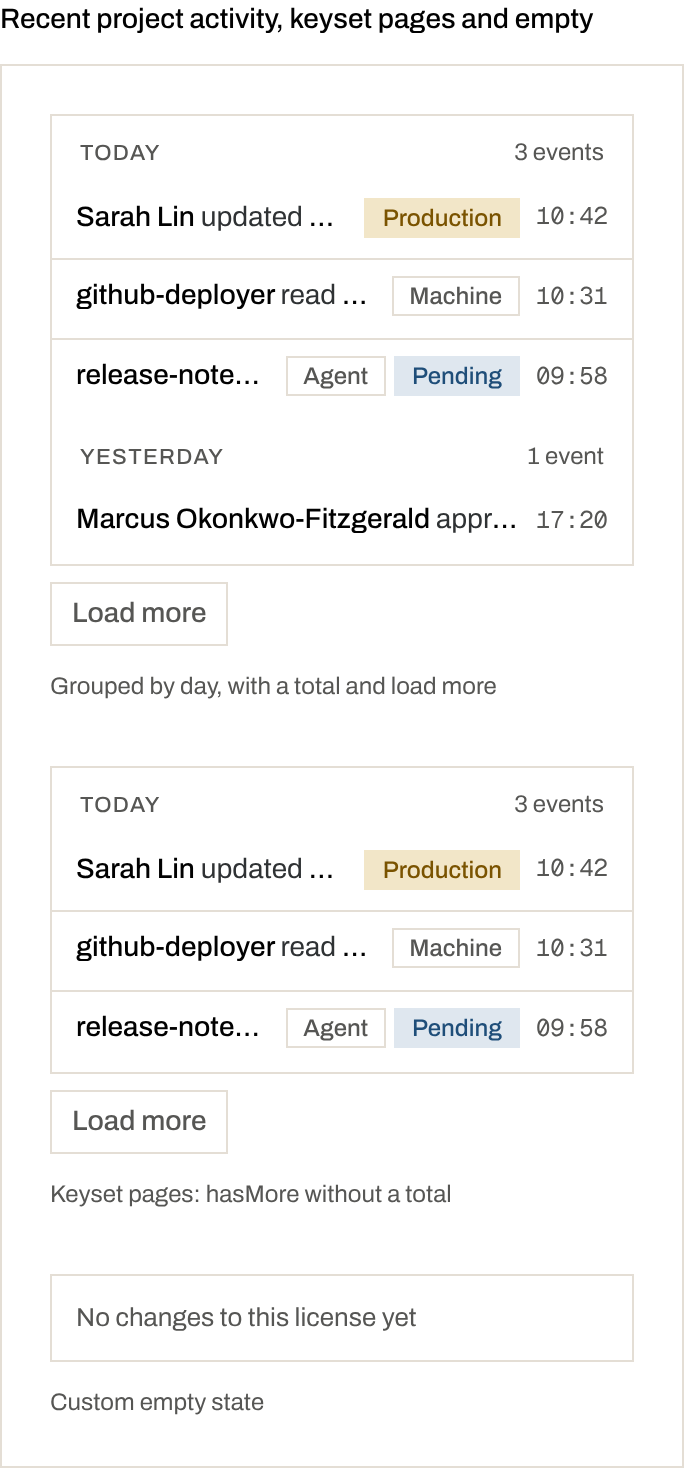 Recent project activity, keyset pages and empty
TODAY 3 events
Sarah Lin updated ... Production 10:42
github-deployer read ... Machine 10:31
release-note... Agent Pending 09:58
YESTERDAY 1 event
Marcus Okonkwo-Fitzgerald appr... 17:20
Load more
Grouped by day, with a total and load more
TODAY 3 events
Sarah Lin updated ... Production 10:42
github-deployer read ... Machine 10:31
release-note... Agent Pending 09:58
Load more
Keyset pages: hasMore without a total
No changes to this license yet
Custom empty state